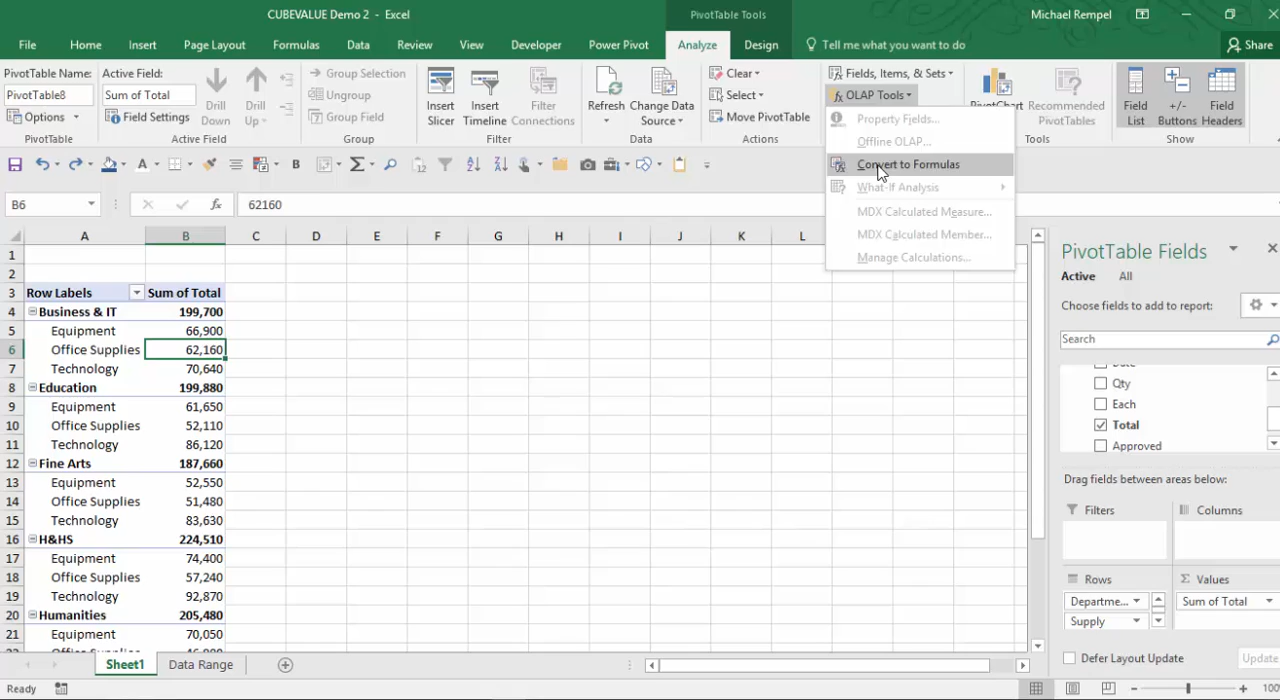 CUBEVALUE Demo 2 - Excel
PivotTable Tools
Michael Rempel
File Home Insert Page Layout Formulas Data Review View Developer Power Pivot Analyze Design Tell me what you want to do Share
PivotTable Name:
PivotTable8
Options
PivotTable
Active Field:
Sum of Total
Field Settings
Drill Down
Drill Up
Active Field
Group Selection
Ungroup
Group Field
Group
Insert Slicer
Insert Timeline
Filter Connections
Filter
Refresh
Change Data Source
Data
Clear
Select
Move PivotTable
Actions
Fields, Items, & Sets
OLAP Tools
PivotChart
Recommended PivotTables
Tools
Field List
+/- Buttons
Field Headers
Show
Property Fields...
Offline OLAP...
Convert to Formulas
What-If Analysis
MDX Calculated Measure...
MDX Calculated Member...
Manage Calculations...
B6 fx 62160
A B C D E F G H I J K L
1
2
3 Row Labels Sum of Total
4 Business & IT 199,700
5 Equipment 66,900
6 Office Supplies 62,160
7 Technology 70,640
8 Education 199,880
9 Equipment 61,650
10 Office Supplies 52,110
11 Technology 86,120
12 Fine Arts 187,660
13 Equipment 52,550
14 Office Supplies 51,480
15 Technology 83,630
16 H&HS 224,510
17 Equipment 74,400
18 Office Supplies 57,240
19 Technology 92,870
20 Humanities 205,480
21 Equipment 70,050
PivotTable Fields
Active All
Choose fields to add to report:
Search
Qty
Each
Total
Approved
Drag fields between areas below:
Filters
Columns
Rows
Σ Values
Departme...
Supply
Sum of Total
Defer Layout Update Update
Sheet1 Data Range
Ready
100